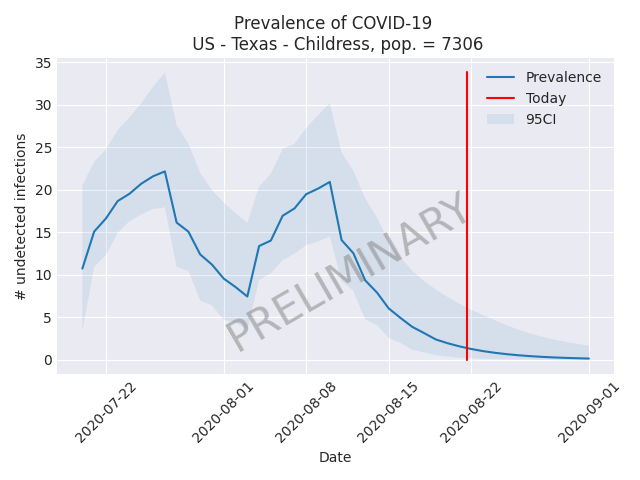 Prevalence of COVID-19
US - Texas - Childress, pop. = 7306
35
30
25
20
15
10
5
0
# undetected infections
Prevalence
Today
95CI
PRELIMINARY
2020-07-22
2020-08-01
2020-08-08
2020-08-15
2020-08-22
2020-09-01
Date